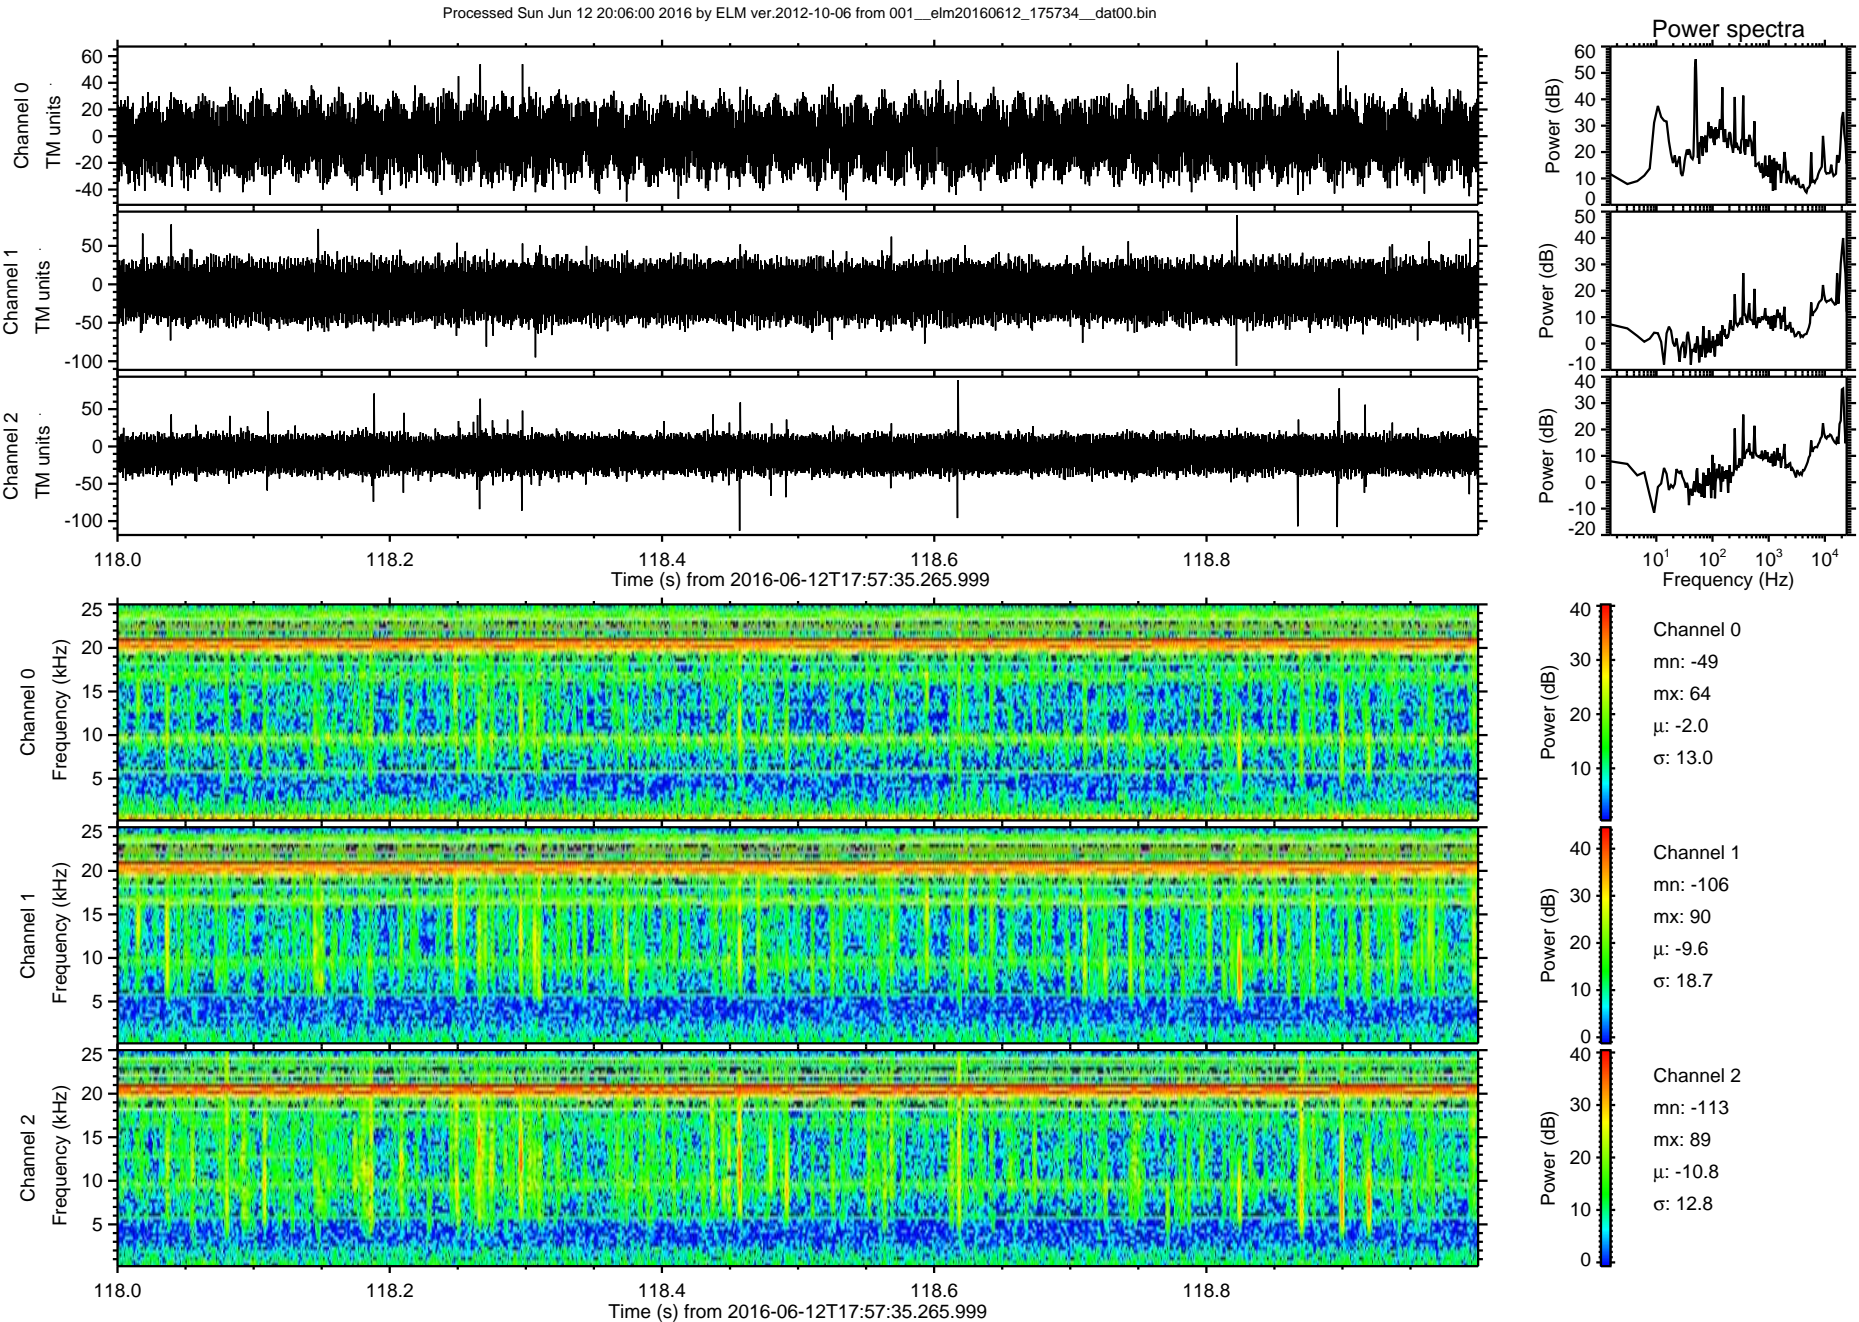 Processed Sun Jun 12 20:06:00 2016 by ELM ver.2012-10-06 from 001__elm20160612_175734__dat00.bin
Power spectra
Channel 0
TM units
60
40
20
0
-20
-40
Power (dB)
60
50
40
30
20
10
0
Channel 1
TM units
50
0
-50
-100
Power (dB)
50
40
30
20
10
0
-10
Channel 2
TM units
50
0
-50
-100
Power (dB)
40
30
20
10
0
-10
-20
118.0 118.2 118.4 118.6 118.8
Time (s) from 2016-06-12T17:57:35.265.999
10¹ 10² 10³ 10⁴
Frequency (Hz)
Channel 0
Frequency (kHz)
25
20
15
10
5
Power (dB)
40
30
20
10
Channel 0
mn: -49
mx: 64
μ: -2.0
σ: 13.0
Channel 1
Frequency (kHz)
25
20
15
10
5
Power (dB)
40
30
20
10
0
Channel 1
mn: -106
mx: 90
μ: -9.6
σ: 18.7
Channel 2
Frequency (kHz)
25
20
15
10
5
Power (dB)
40
30
20
10
0
Channel 2
mn: -113
mx: 89
μ: -10.8
σ: 12.8
118.0 118.2 118.4 118.6 118.8
Time (s) from 2016-06-12T17:57:35.265.999